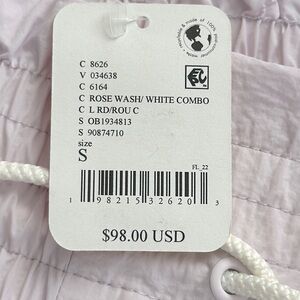 C 8626
V 034638
C 6164
C ROSE WASH/ WHITE COMBO
C L RD/ROU C
S OB1934813
S 90874710
size
S
FL_22
1 98215 32620 3
$98.00 USD